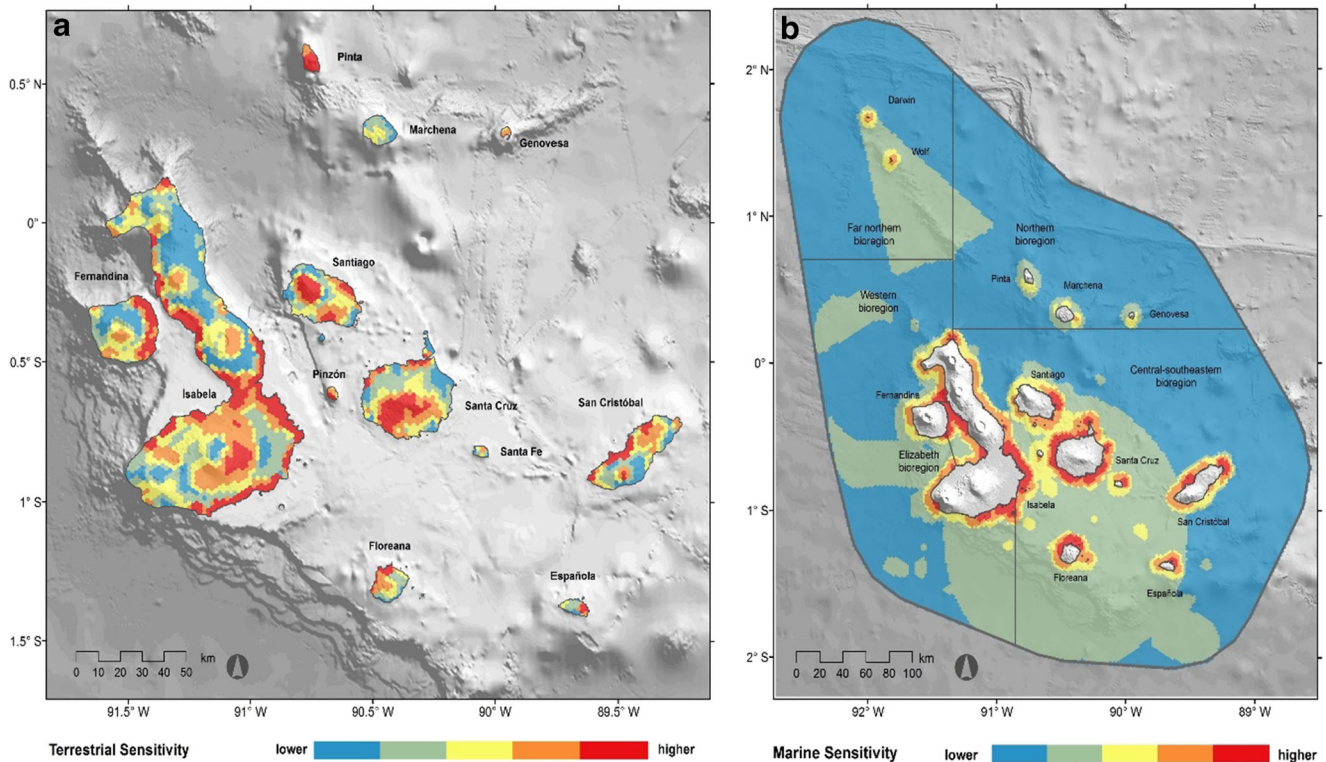 a
Pinta
0.5° N
Marchena
Genovesa
0°
Santiago
Fernandina
0.5° S
Pinzón
Isabela
Santa Cruz
San Cristóbal
Santa Fe
1° S
Floreana
Española
1.5° S
0 10 20 30 40 50 km
91.5° W 91° W 90.5° W 90° W 89.5° W
Terrestrial Sensitivity lower higher
b
2° N
Darwin
Wolf
1° N
Far northern
bioregion
Northern
bioregion
Pinta
Marchena
Genovesa
Western
bioregion
0°
Central-southeastern
bioregion
Santiago
Fernandina
Elizabeth
bioregion
Santa Cruz
Isabela
1° S
San Cristóbal
Floreana
Española
2° S
0 20 40 60 80 100 km
92° W 91° W 90° W 89° W
Marine Sensitivity lower higher